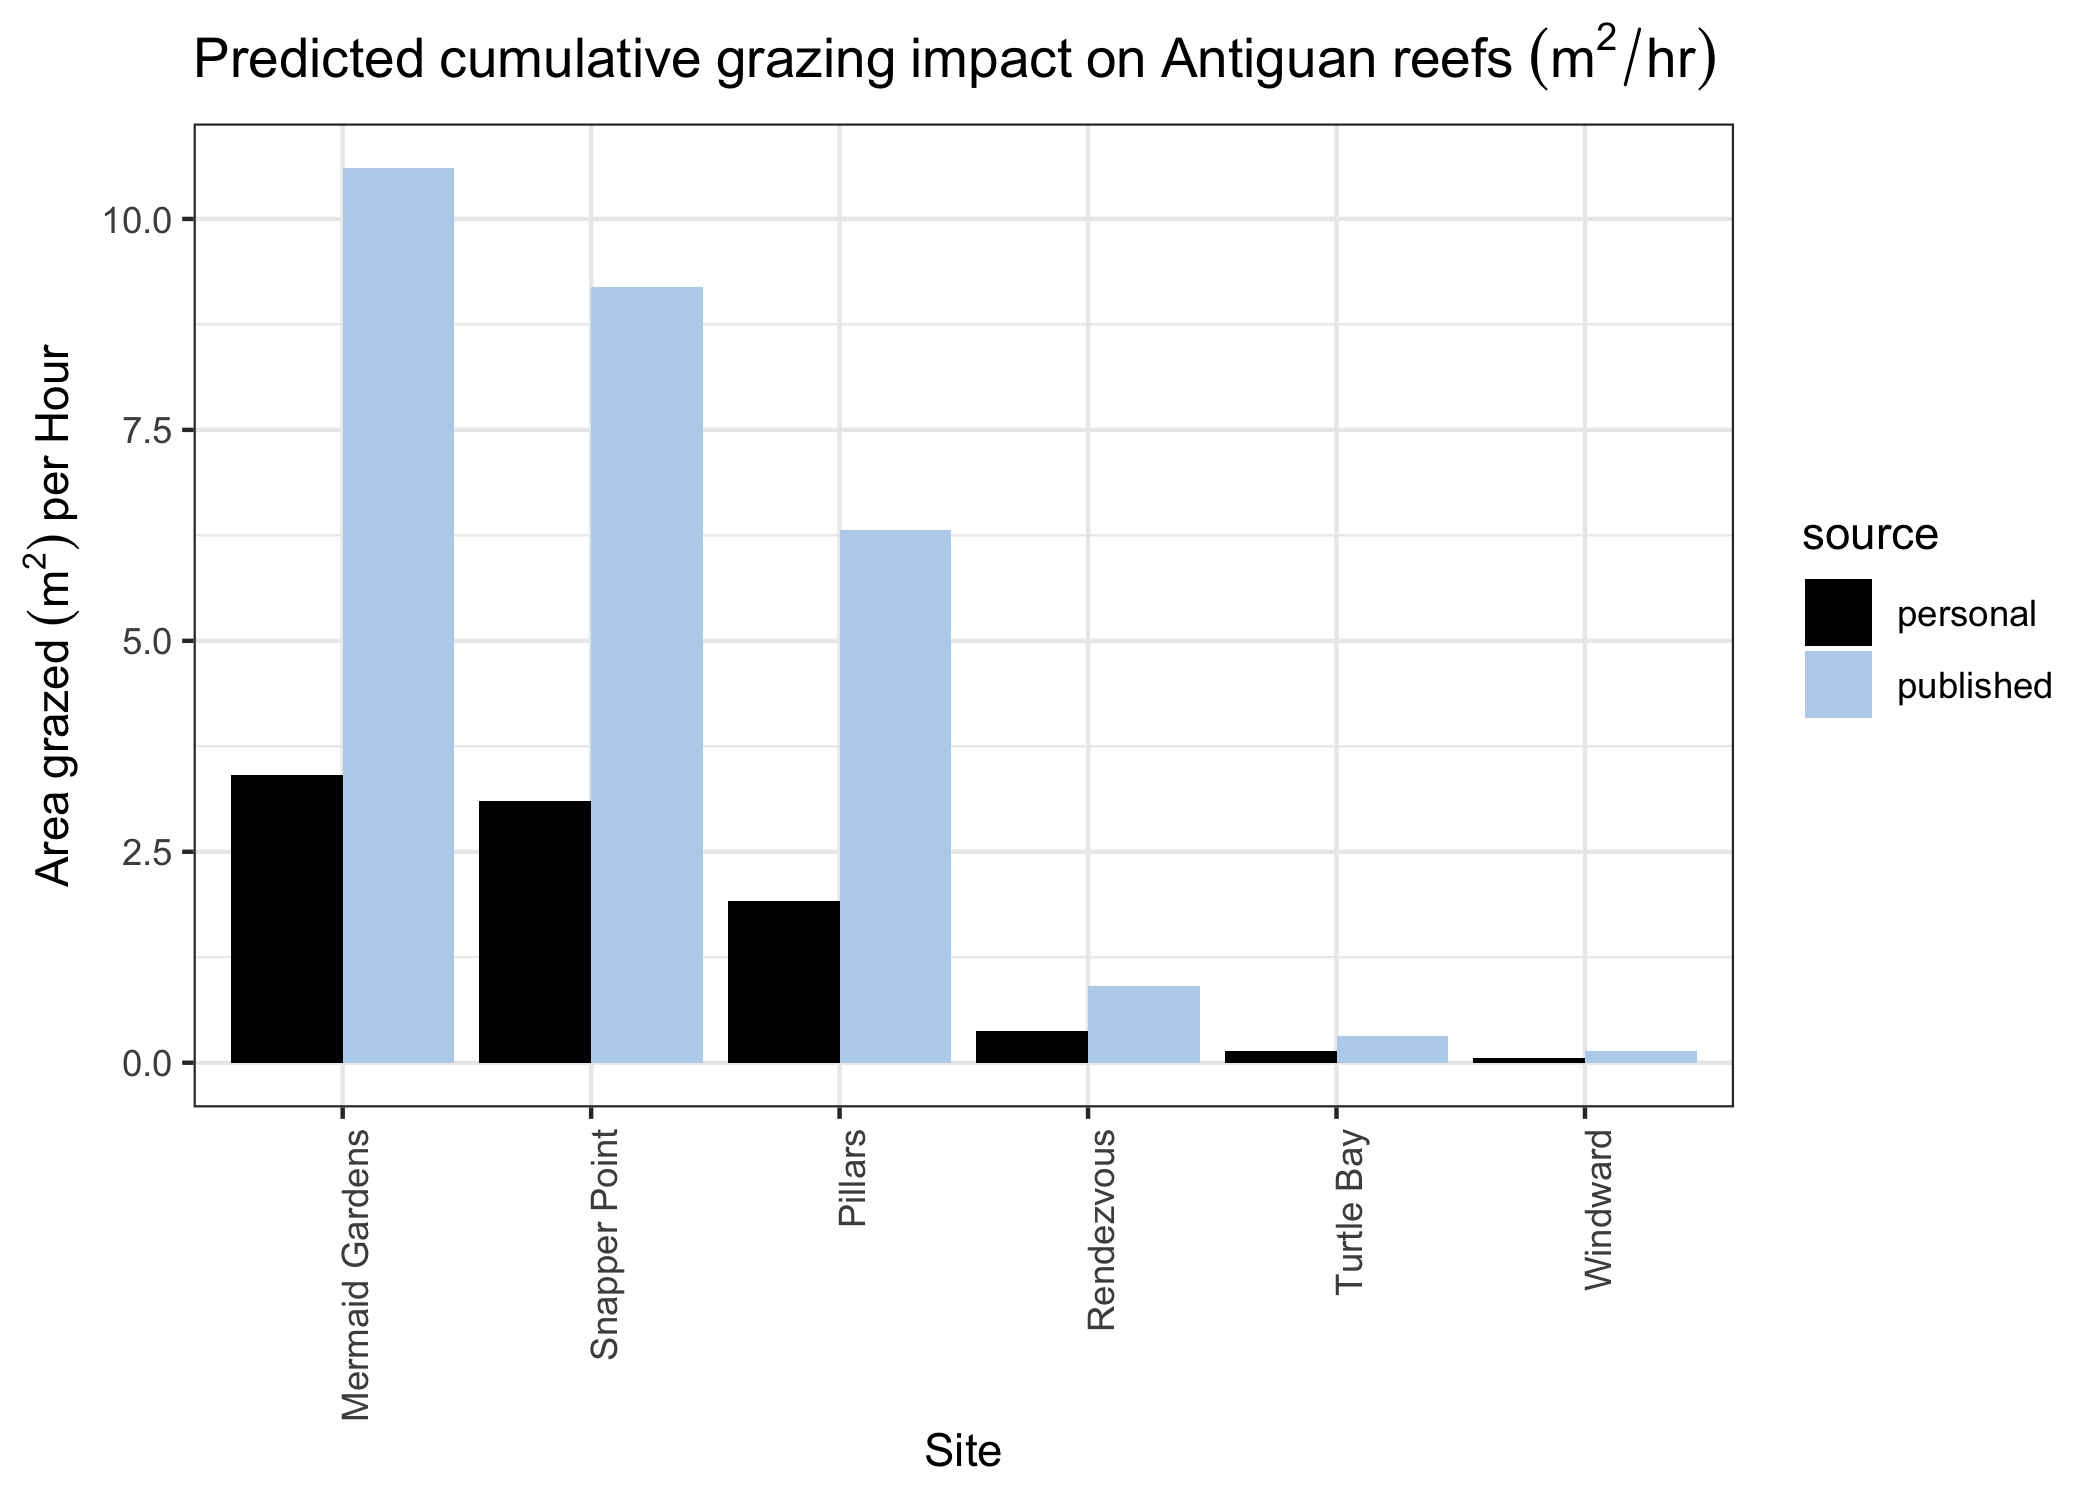 Predicted cumulative grazing impact on Antiguan reefs (m²/hr)
Area grazed (m²) per Hour
10.0
7.5
5.0
2.5
0.0
Mermaid Gardens
Snapper Point
Pillars
Rendezvous
Turtle Bay
Windward
Site
source
personal
published